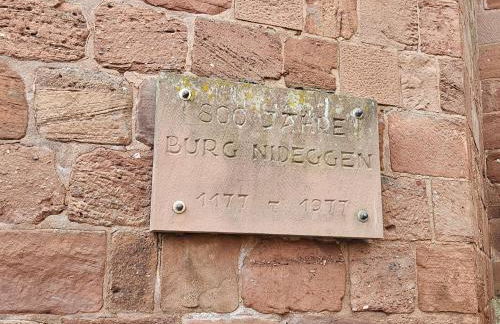 800 JAHRE
BURG NIDEGGEN
1177 - 1977